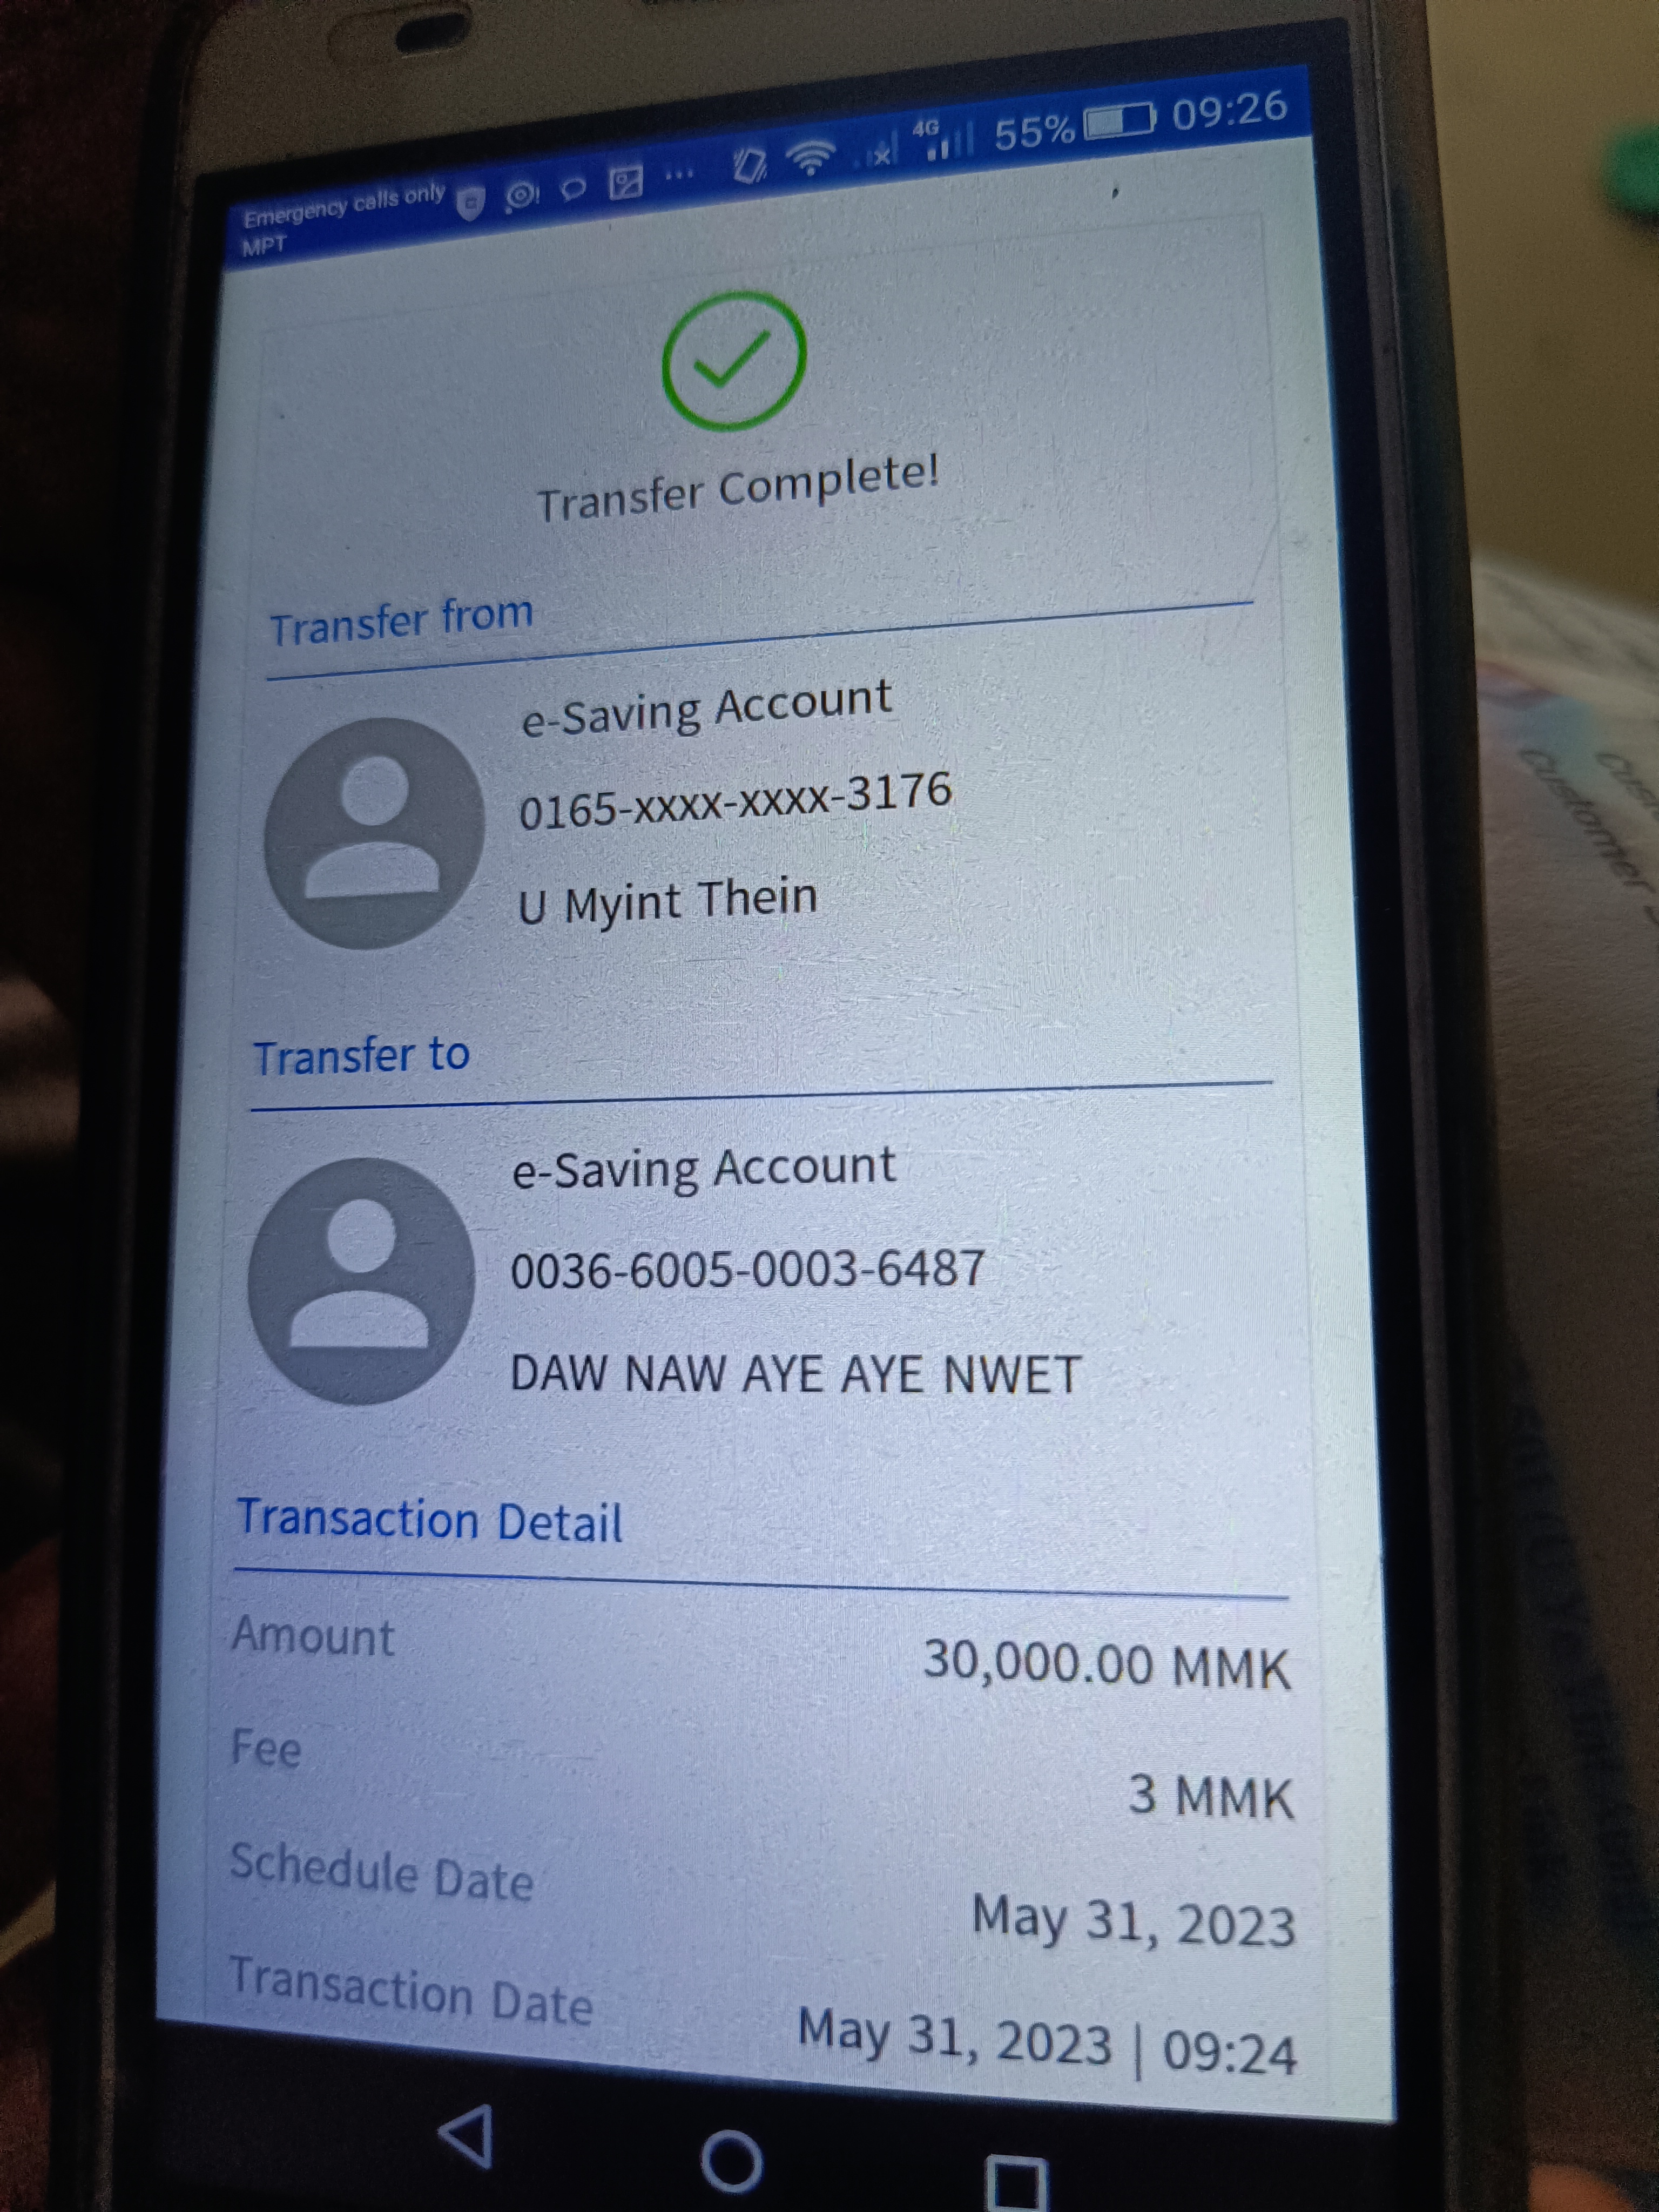 Emergency calls only
MPT
4G 55% 09:26
Transfer Complete!
Transfer from
e-Saving Account
0165-xxxx-xxxx-3176
U Myint Thein
Transfer to
e-Saving Account
0036-6005-0003-6487
DAW NAW AYE AYE NWET
Transaction Detail
Amount 30,000.00 MMK
Fee 3 MMK
Schedule Date May 31, 2023
Transaction Date May 31, 2023 | 09:24
customer